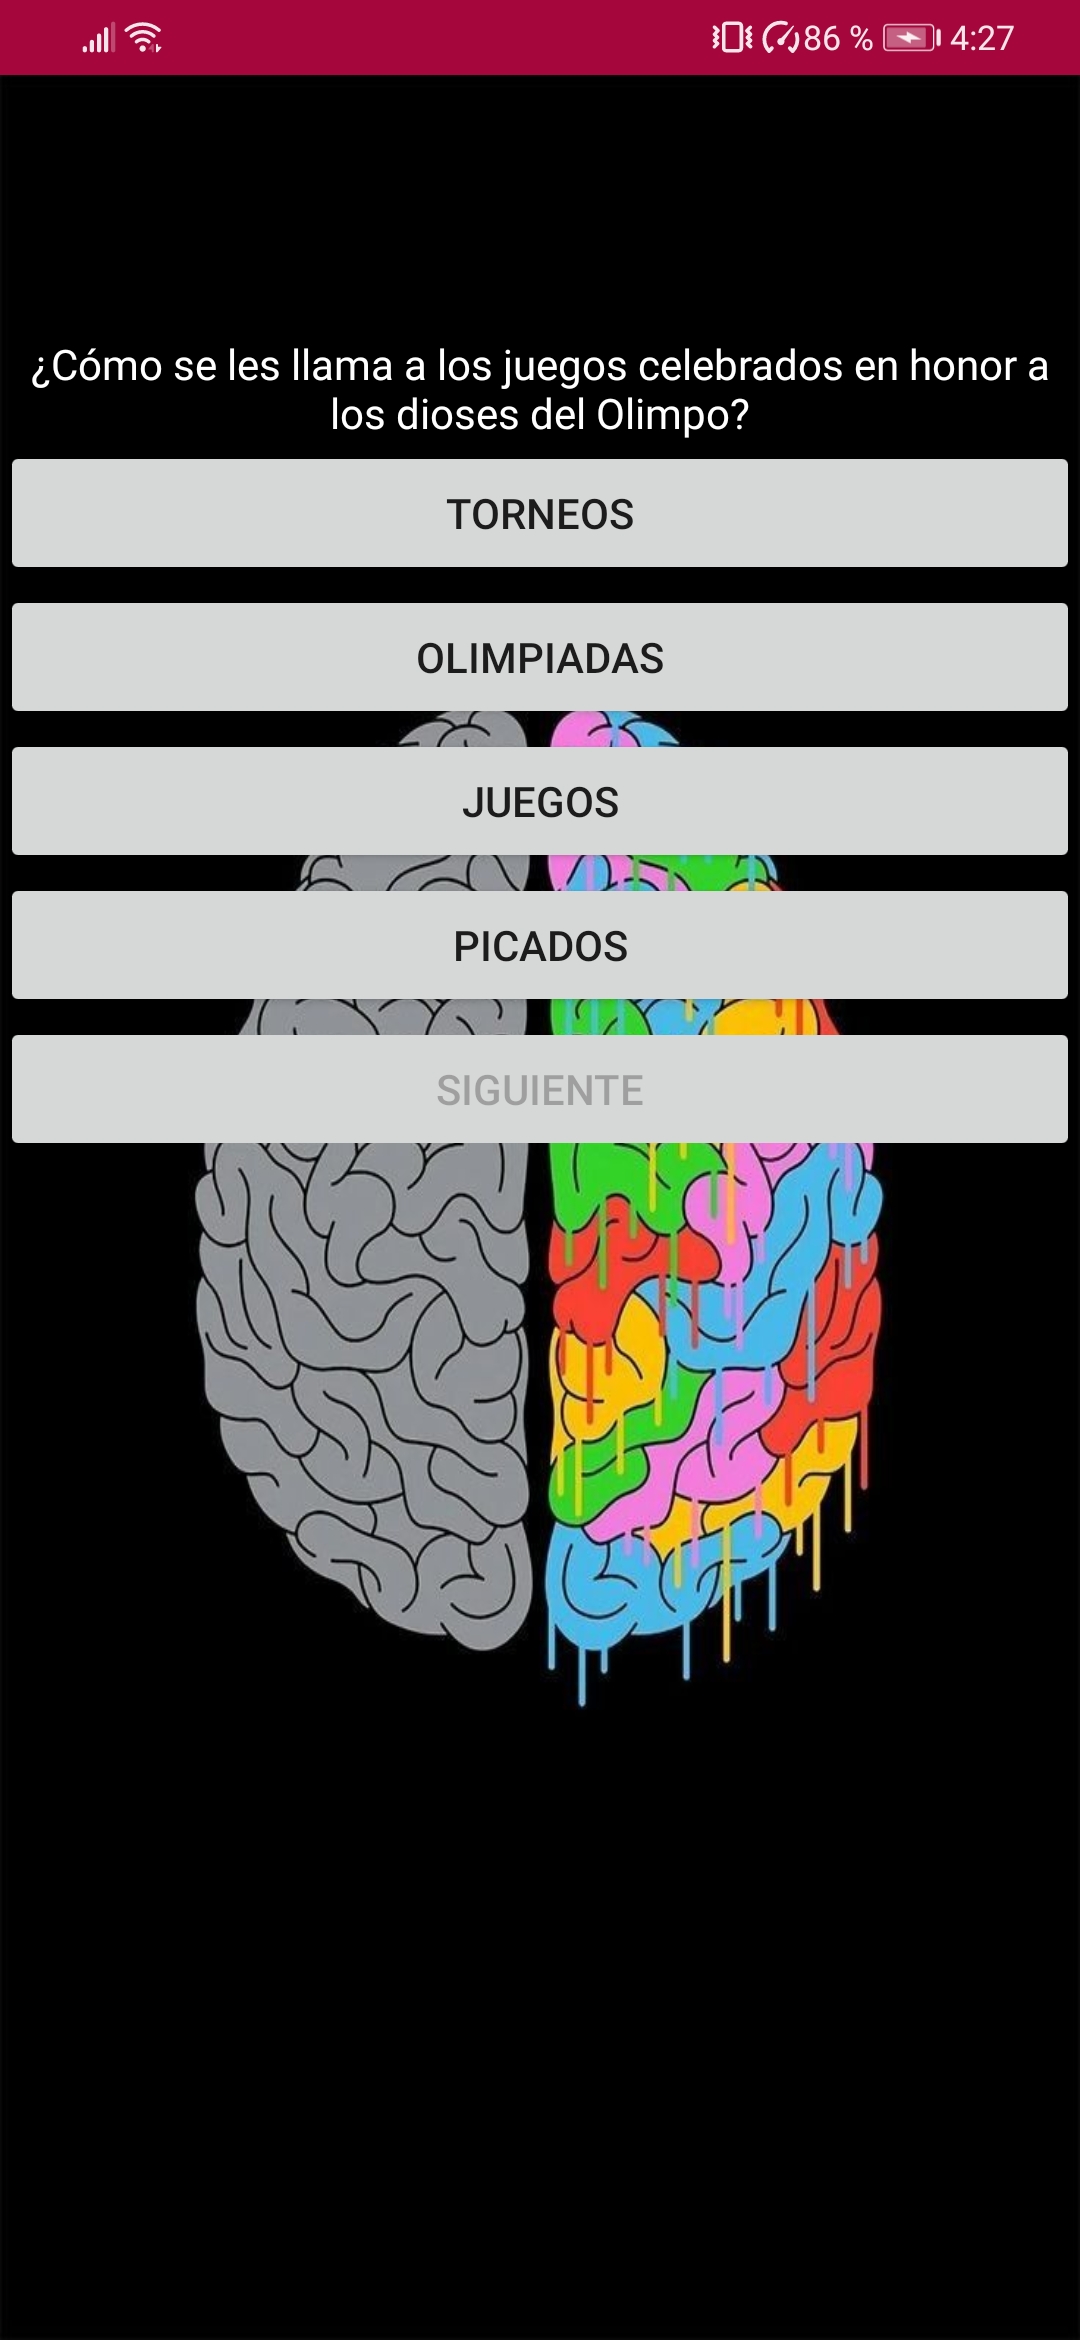 86 % 4:27
¿Cómo se les llama a los juegos celebrados en honor a
los dioses del Olimpo?
TORNEOS
OLIMPIADAS
JUEGOS
PICADOS
SIGUIENTE